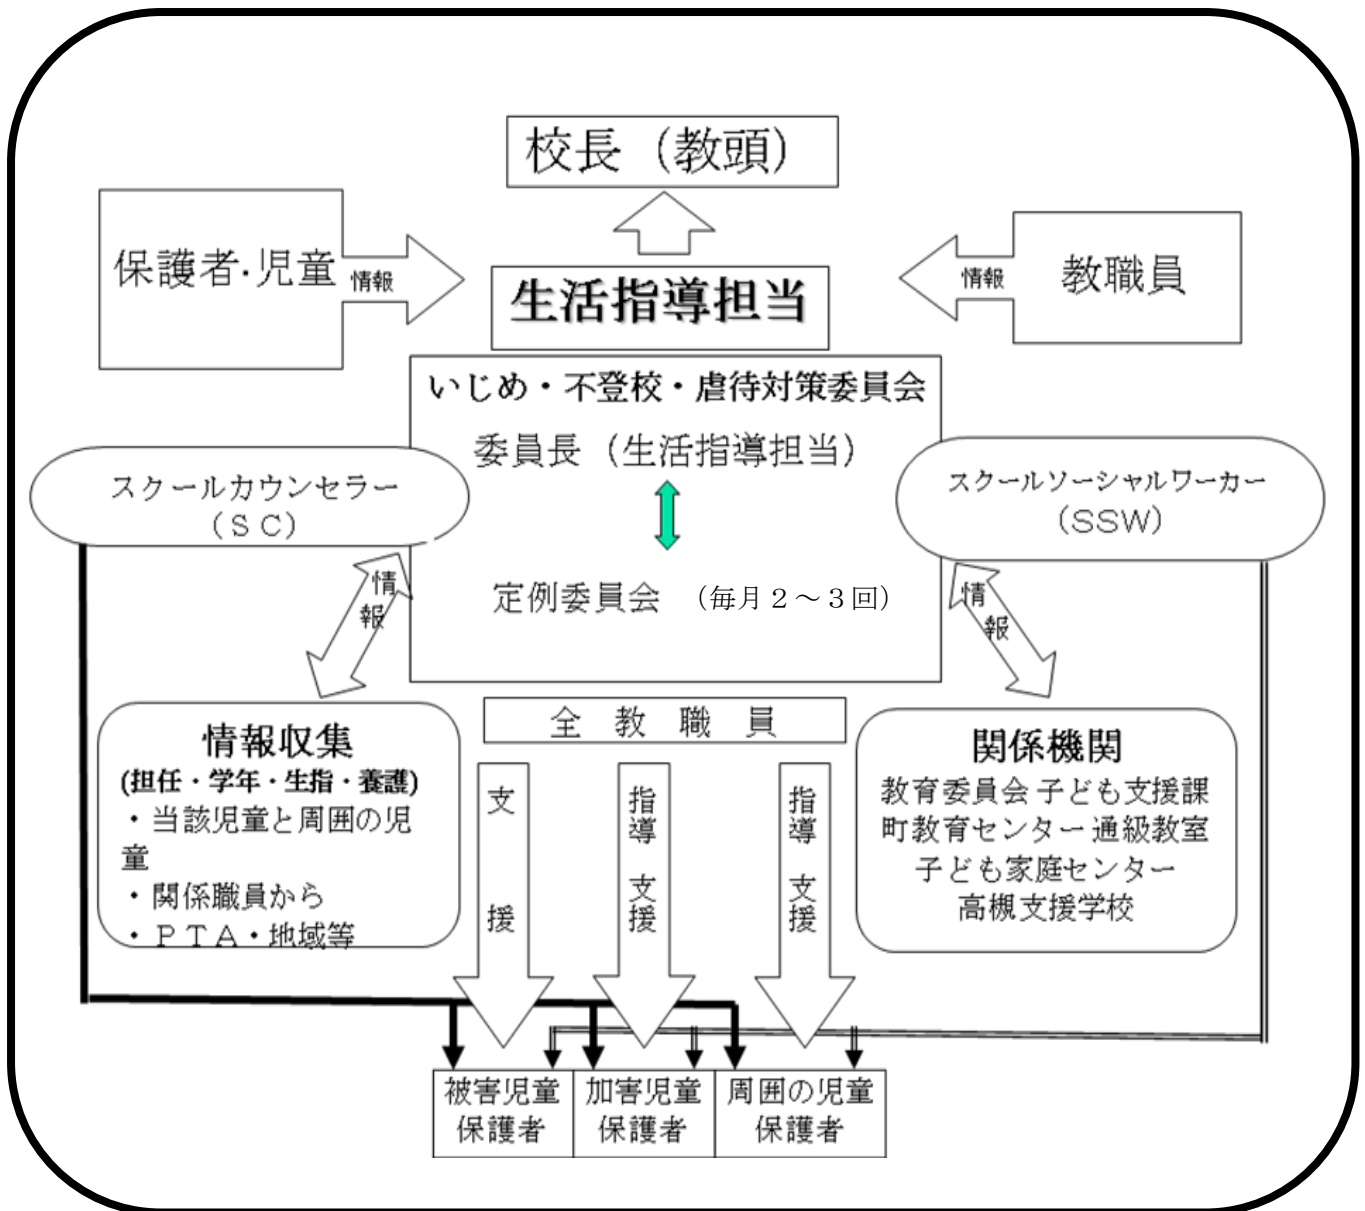 校長（教頭）
保護者・児童
情報
生活指導担当
情報
教職員
いじめ・不登校・虐待対策委員会
委員長（生活指導担当）
スクールカウンセラー
（ＳＣ）
スクールソーシャルワーカー
（SSW）
定例委員会　（毎月２～３回）
情
報
情
報
全　教　職　員
情報収集
(担任・学年・生指・養護)
・当該児童と周囲の児
童
・関係職員から
・ＰＴＡ・地域等
支　援
指導　支援
指導　支援
関係機関
教育委員会 子ども支援課
町教育センター 通級教室
子ども家庭センター
高槻支援学校
被害児童
保護者
加害児童
保護者
周囲の児童
保護者